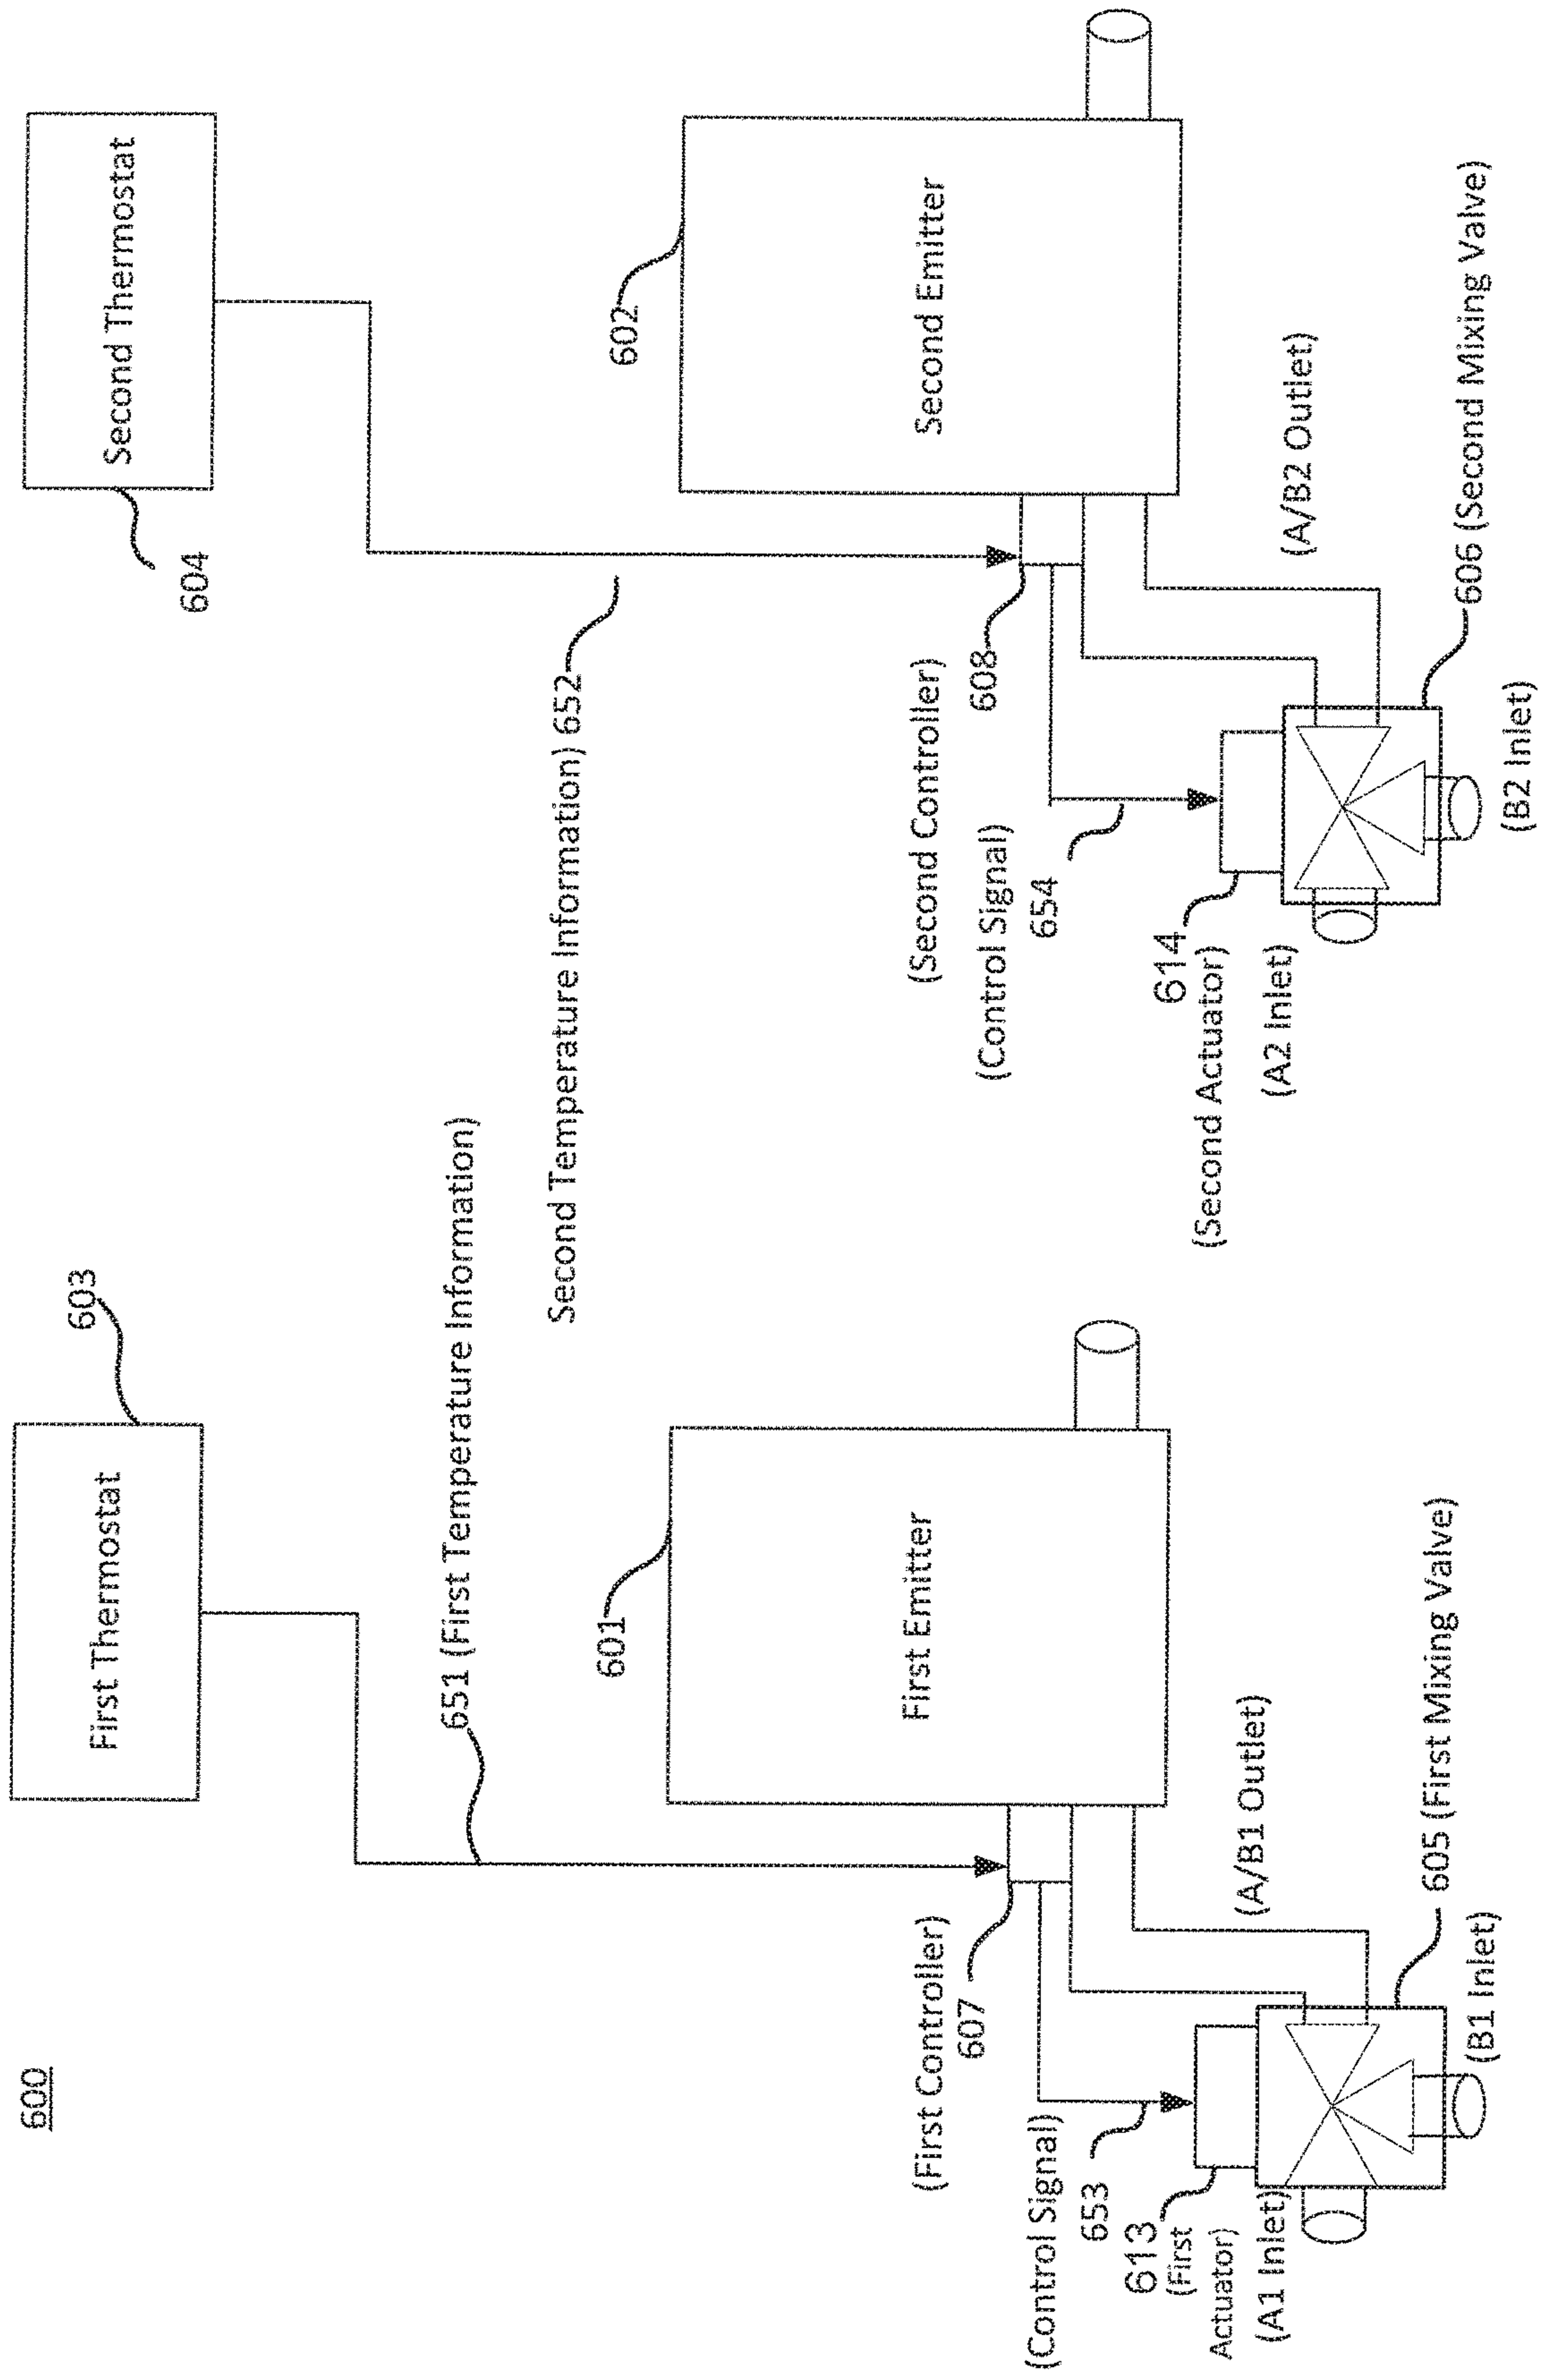 600
First Thermostat
603
Second Thermostat
604
651 (First Temperature Information)
Second Temperature Information) 652
601
First Emitter
602
Second Emitter
(First Controller)
607
(Second Controller)
608
(Control Signal)
653
(Control Signal)
654
613
(First
Actuator)
614
(Second Actuator)
(A1 Inlet)
(A/B1 Outlet)
(A2 Inlet)
(A/B2 Outlet)
605 (First Mixing Valve)
(B1 Inlet)
606 (Second Mixing Valve)
(B2 Inlet)